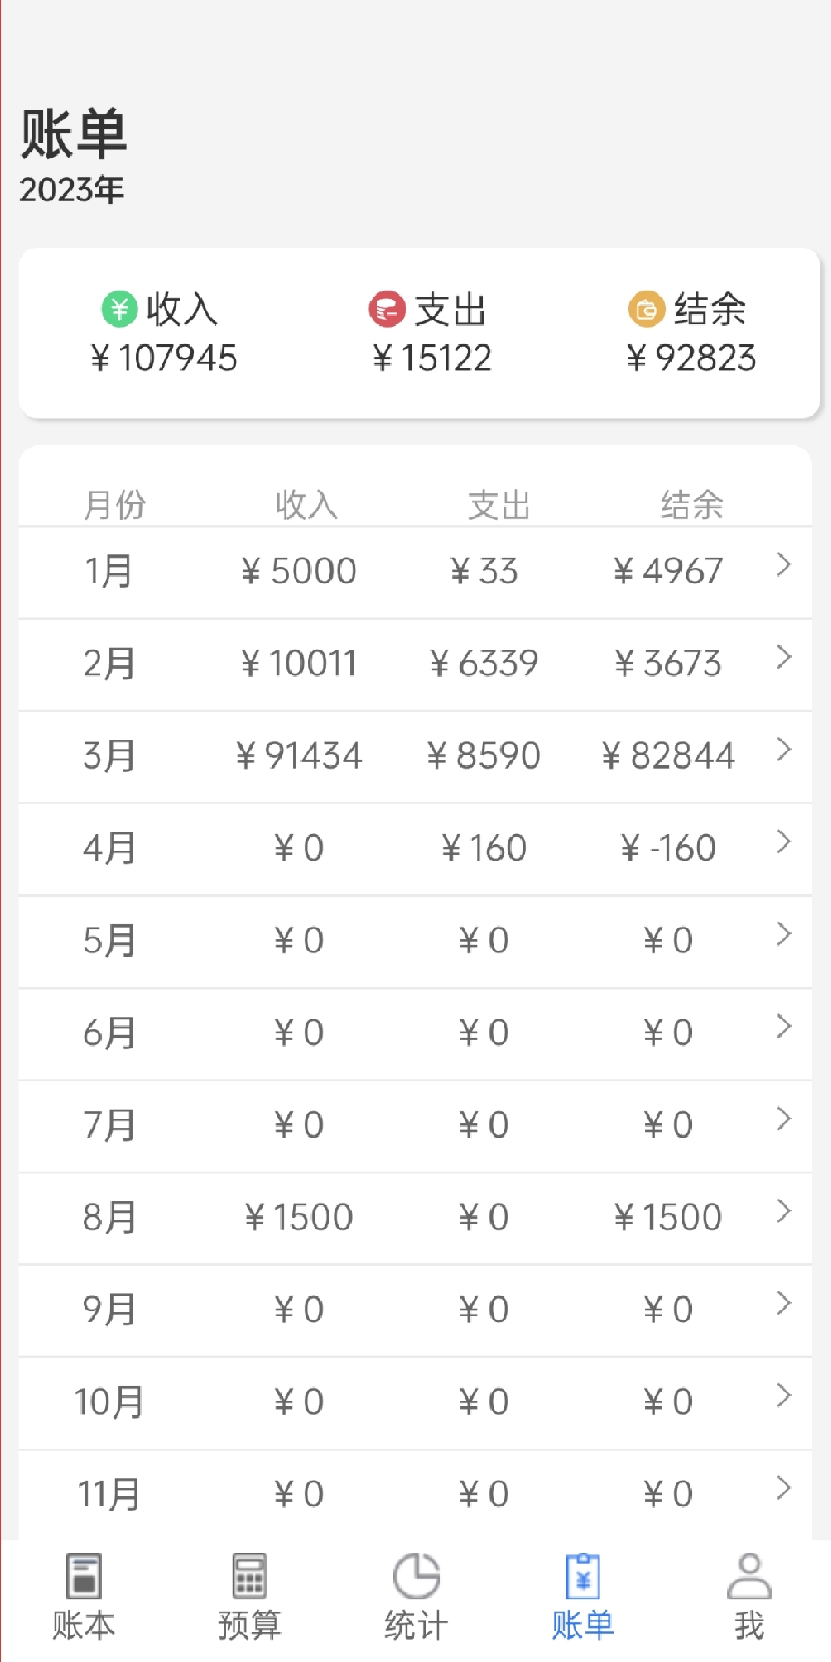 账单
2023年
收入 支出 结余
¥ 107945 ¥ 15122 ¥ 92823
月份 收入 支出 结余
1月 ¥ 5000 ¥ 33 ¥ 4967
2月 ¥ 10011 ¥ 6339 ¥ 3673
3月 ¥ 91434 ¥ 8590 ¥ 82844
4月 ¥ 0 ¥ 160 ¥ -160
5月 ¥ 0 ¥ 0 ¥ 0
6月 ¥ 0 ¥ 0 ¥ 0
7月 ¥ 0 ¥ 0 ¥ 0
8月 ¥ 1500 ¥ 0 ¥ 1500
9月 ¥ 0 ¥ 0 ¥ 0
10月 ¥ 0 ¥ 0 ¥ 0
11月 ¥ 0 ¥ 0 ¥ 0
账本 预算 统计 账单 我